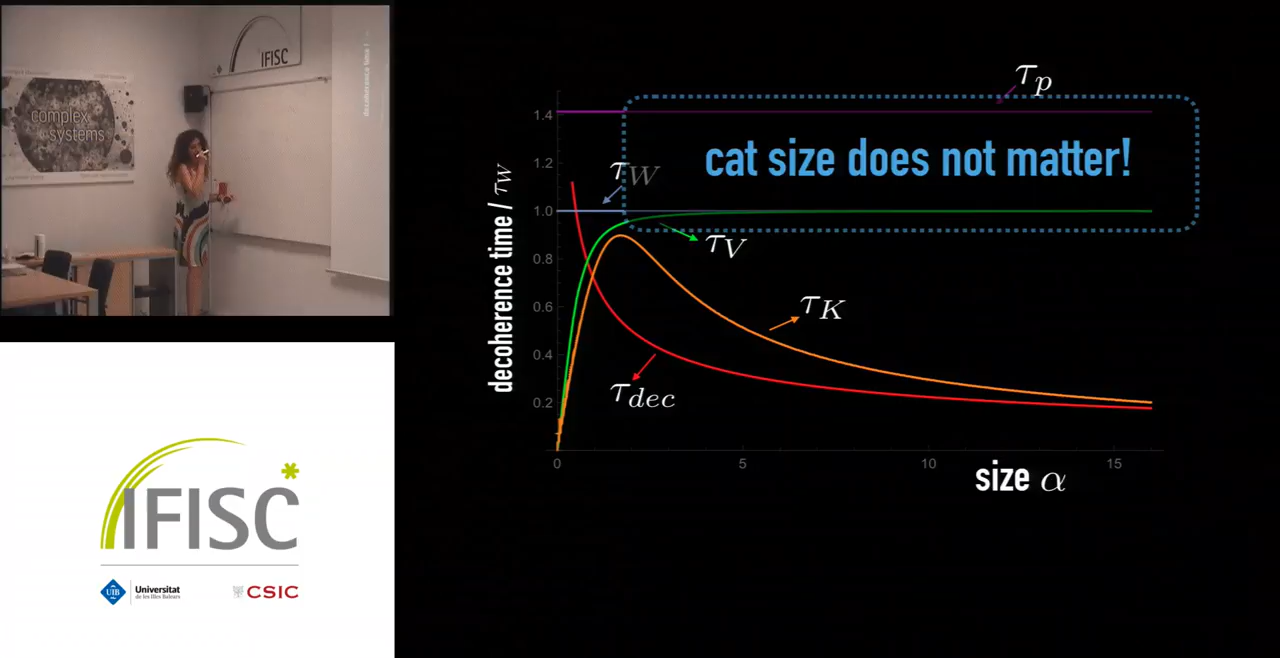 IFISC
complex
systems
IFISC
UIB
Universitat
de les Illes Balears
CSIC
τ_p
cat size does not matter!
τ_W
τ_V
τ_K
τ_dec
decoherence time / τ_W
1.4
1.2
1.0
0.8
0.6
0.4
0.2
0
5
10
15
size α